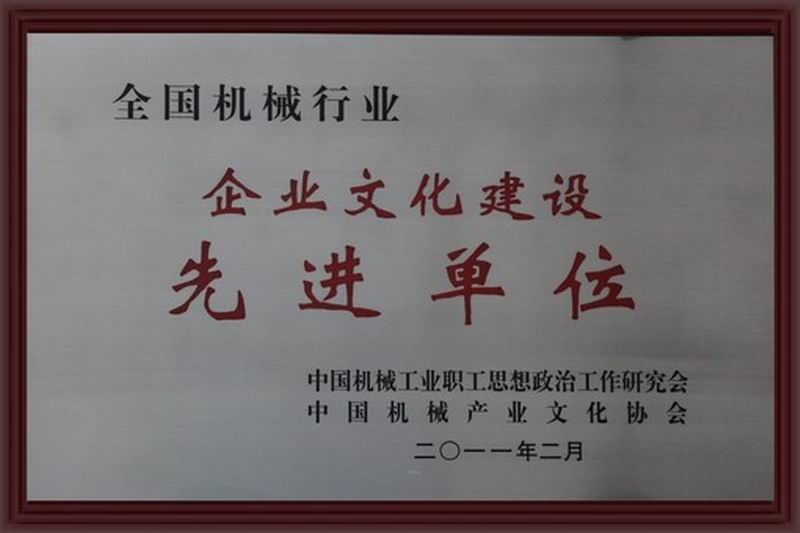 全国机械行业
企业文化建设
先进单位
中国机械工业职工思想政治工作研究会
中国机械产业文化协会
二〇一一年二月